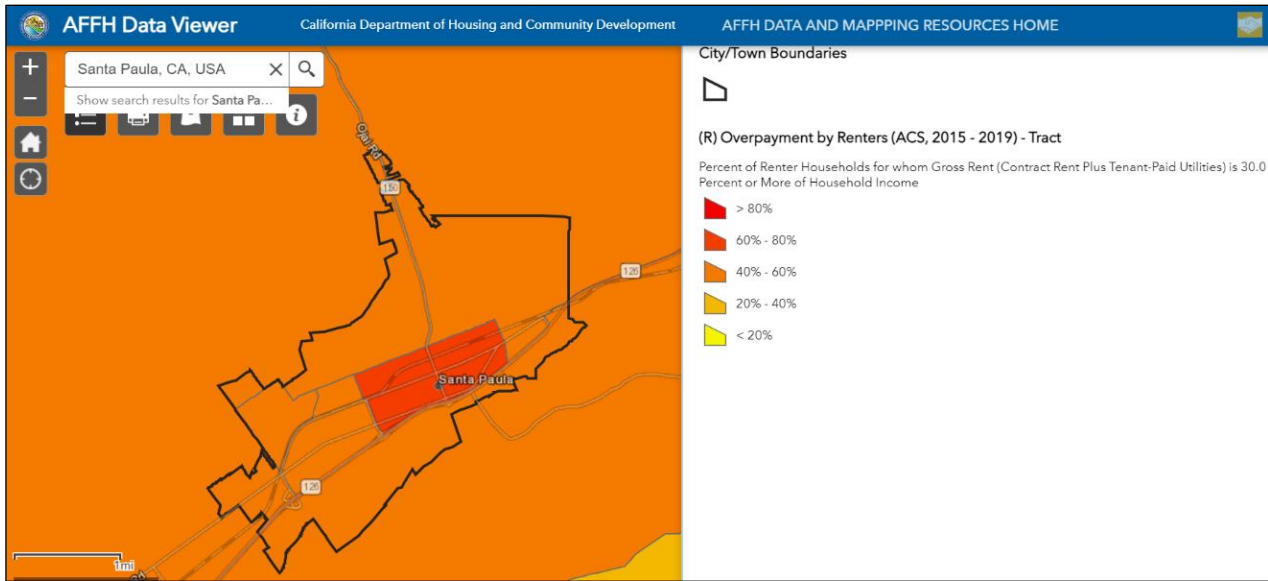 AFFH Data Viewer
California Department of Housing and Community Development
AFFH DATA AND MAPPPING RESOURCES HOME
+
−
Santa Paula, CA, USA
Show search results for Santa Pa...
Ojai Rd
150
126
Santa Paula
126
1mi
City/Town Boundaries
(R) Overpayment by Renters (ACS, 2015 - 2019) - Tract
Percent of Renter Households for whom Gross Rent (Contract Rent Plus Tenant-Paid Utilities) is 30.0
Percent or More of Household Income
> 80%
60% - 80%
40% - 60%
20% - 40%
< 20%